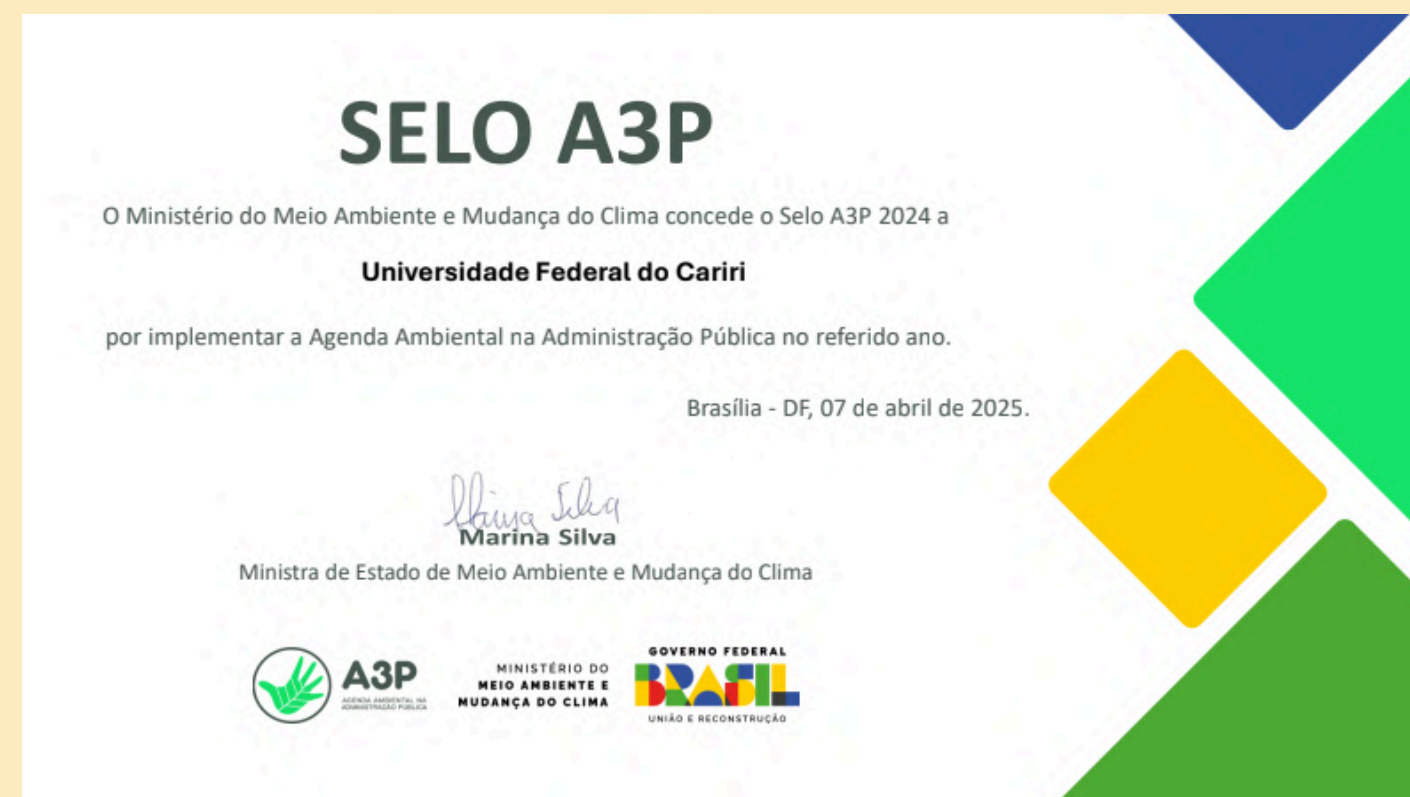 SELO A3P
O Ministério do Meio Ambiente e Mudança do Clima concede o Selo A3P 2024 a
Universidade Federal do Cariri
por implementar a Agenda Ambiental na Administração Pública no referido ano.
Brasília - DF, 07 de abril de 2025.
Marina Silva
Marina Silva
Ministra de Estado de Meio Ambiente e Mudança do Clima
A3P
AGENDA AMBIENTAL NA
ADMINISTRAÇÃO PÚBLICA
MINISTÉRIO DO
MEIO AMBIENTE E
MUDANÇA DO CLIMA
GOVERNO FEDERAL
BRASIL
UNIÃO E RECONSTRUÇÃO